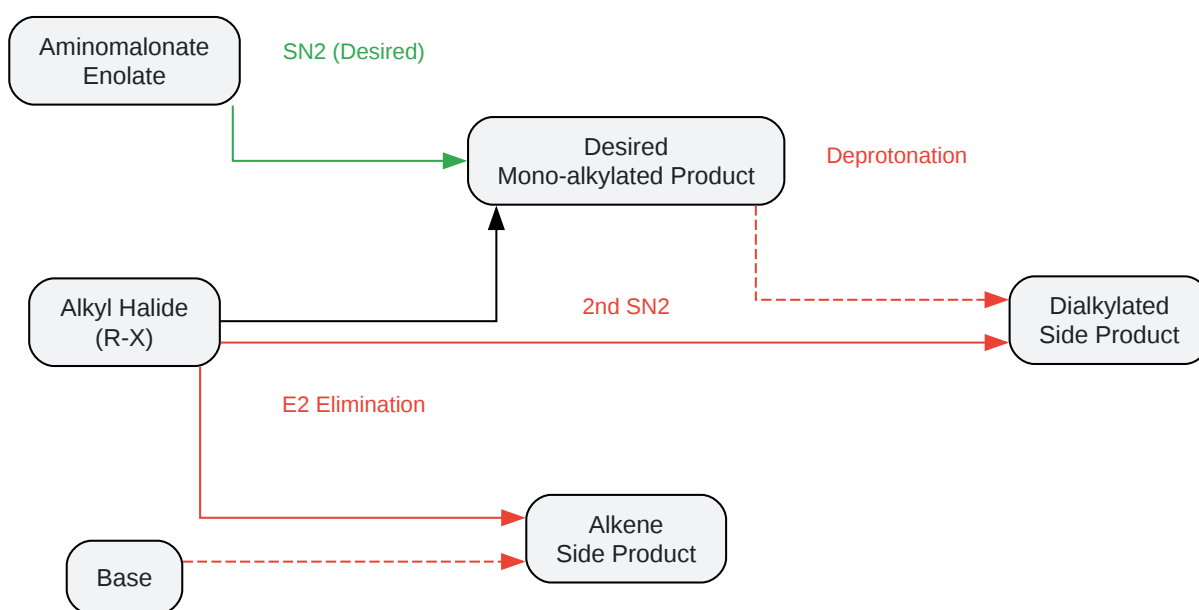 Aminomalonate
Enolate
SN2 (Desired)
Desired
Mono-alkylated Product
Deprotonation
Alkyl Halide
(R-X)
2nd SN2
Dialkylated
Side Product
E2 Elimination
Alkene
Side Product
Base